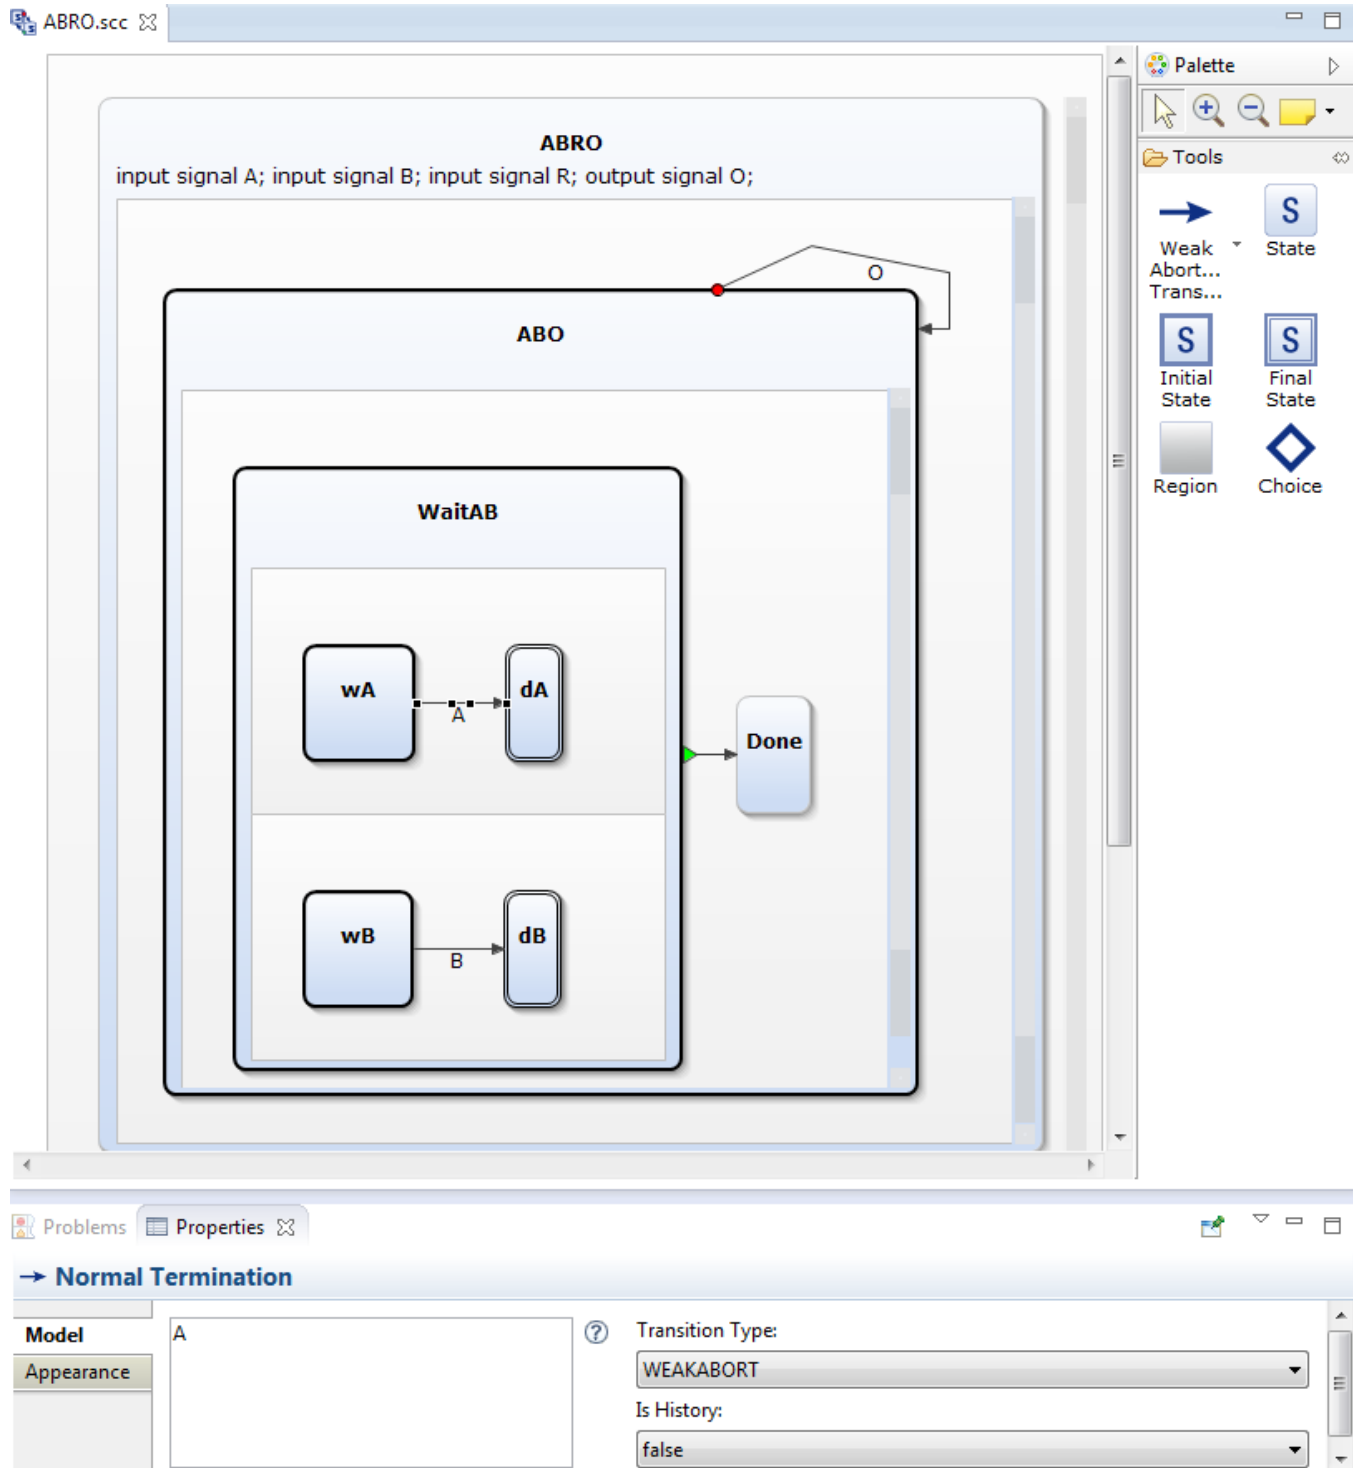 ABRO.scc
Palette
ABRO
input signal A; input signal B; input signal R; output signal O;
Tools
S
S
Weak Abort... Trans...
State
O
ABO
S
S
Initial State
Final State
Region
Choice
WaitAB
wA
A
dA
Done
wB
B
dB
Problems
Properties
Normal Termination
Model
A
?
Transition Type:
Appearance
WEAKABORT
Is History:
false